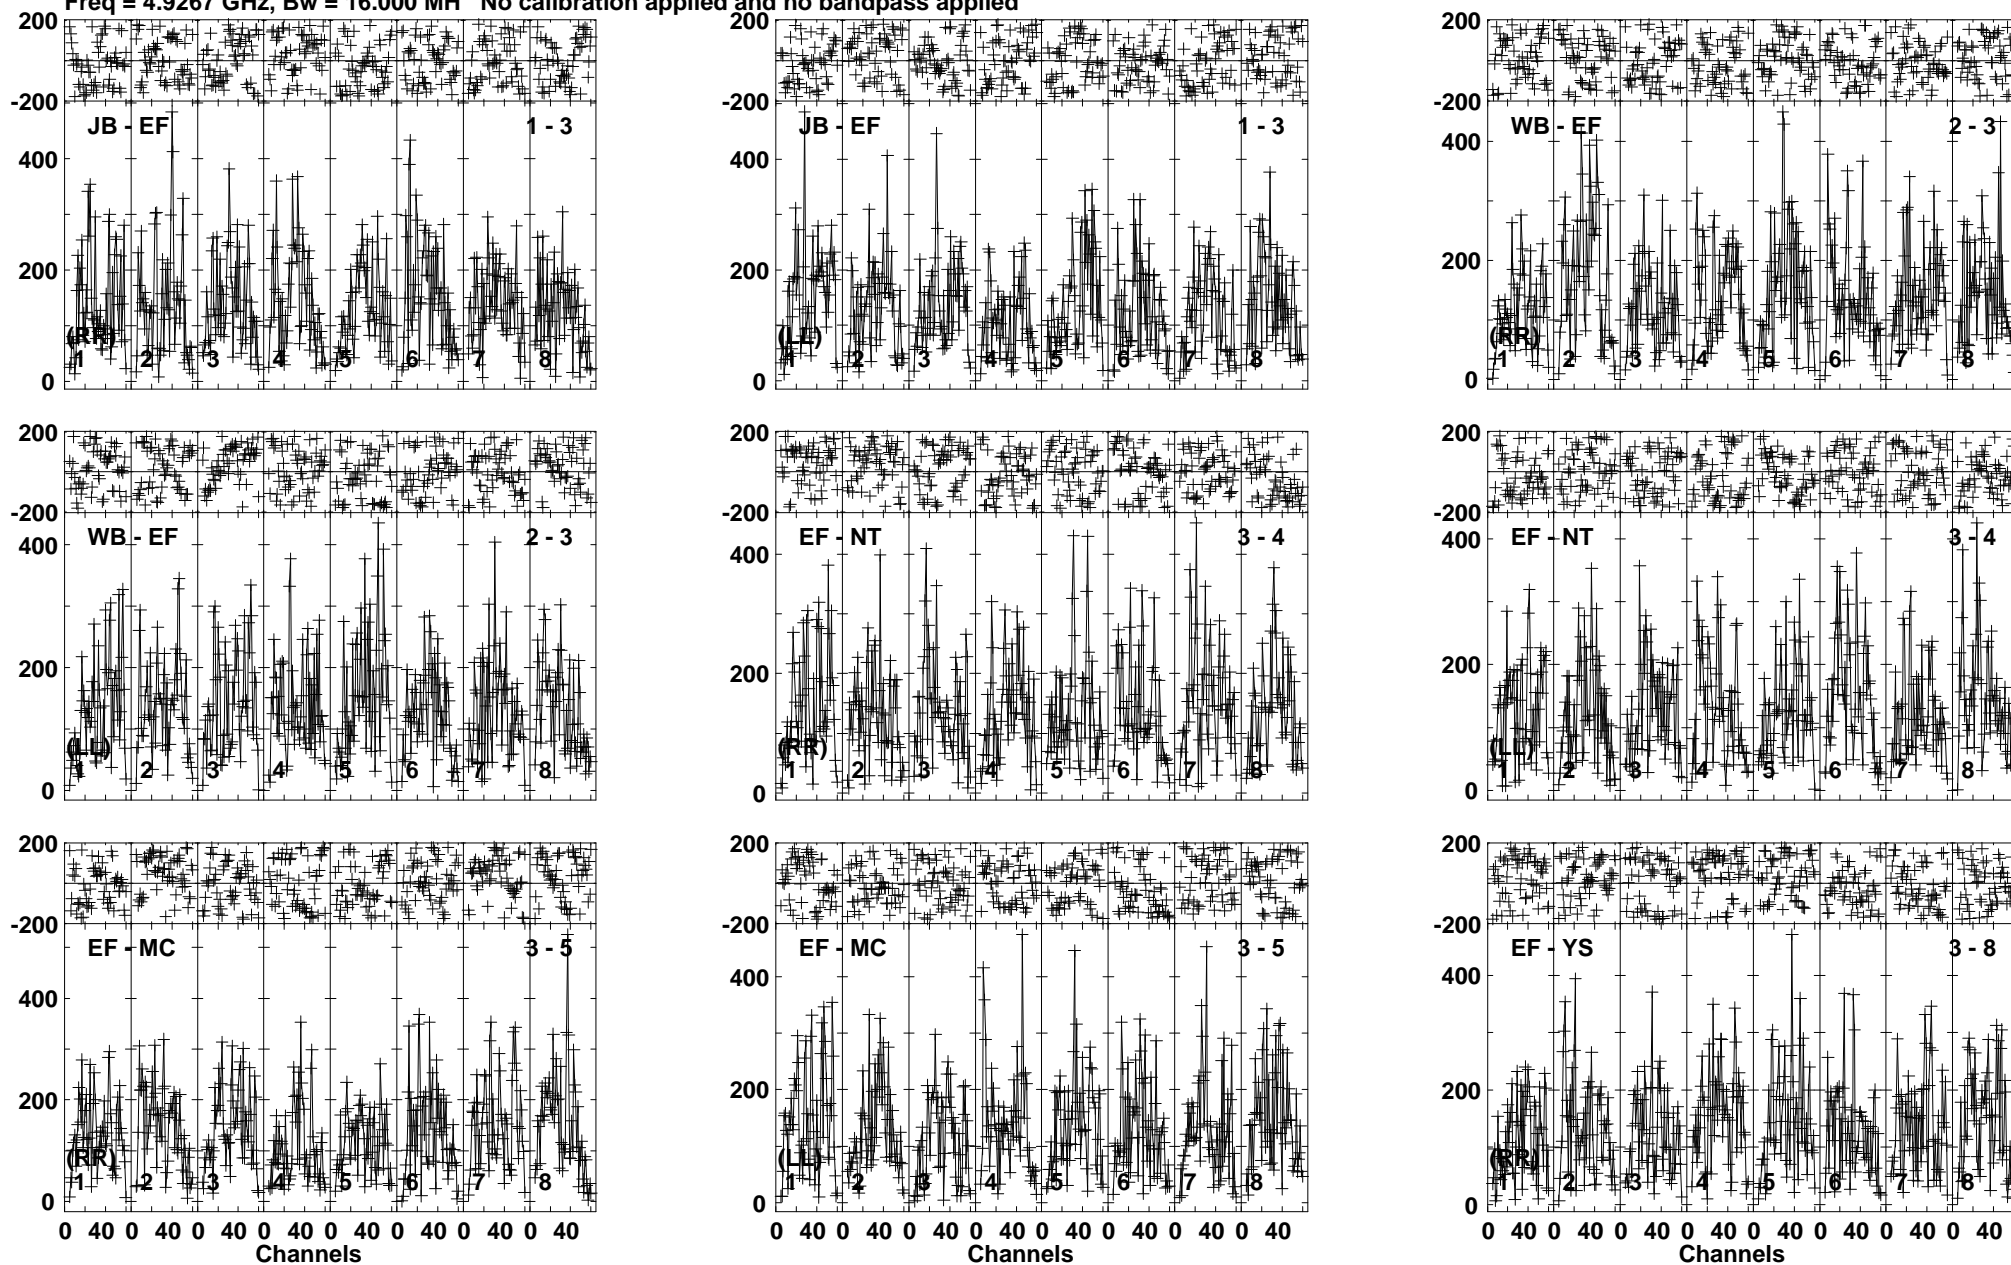 Freq = 4.9267 GHz, Bw = 16.000 MH No calibration applied and no bandpass applied
200 200 200
-200 -200 -200
JB - EF 1 - 3 JB - EF 1 - 3 WB - EF 2 - 3
400 400 400
200 200 200
(RR) (LL) (RR)
1 2 3 4 5 6 7 8 1 2 3 4 5 6 7 8 1 2 3 4 5 6 7 8
0 0 0
200 200 200
-200 -200 -200
WB - EF 2 - 3 EF - NT 3 - 4 EF - NT 3 - 4
400 400 400
200 200 200
(LL) (RR) (LL)
1 2 3 4 5 6 7 8 1 2 3 4 5 6 7 8 1 2 3 4 5 6 7 8
0 0 0
200 200 200
-200 -200 -200
EF - MC 3 - 5 EF - MC 3 - 5 EF - YS 3 - 8
400 400 400
200 200 200
(RR) (LL) (RR)
1 2 3 4 5 6 7 8 1 2 3 4 5 6 7 8 1 2 3 4 5 6 7 8
0 0 0
0 40 0 40 0 40 0 40 0 40 0 40 0 40 0 40 0 40 0 40 0 40 0 40 0 40 0 40 0 40 0 40 0 40 0 40 0 40 0 40 0 40 0 40 0 40 0 40
Channels Channels Channels